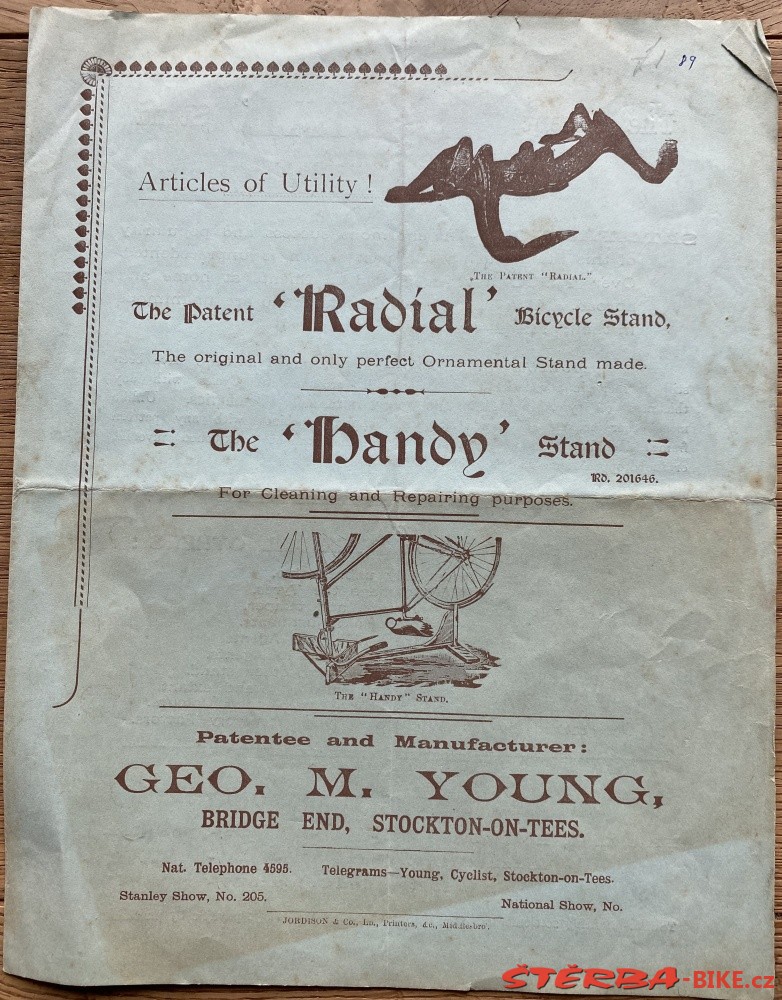 89
Articles of Utility!
The Patent "Radial."
The Patent 'Radial' Bicycle Stand,
The original and only perfect Ornamental Stand made.
The 'Handy' Stand
RD. 201646.
For Cleaning and Repairing purposes.
The "Handy" Stand.
Patentee and Manufacturer:
GEO. M. YOUNG,
BRIDGE END, STOCKTON-ON-TEES.
Nat. Telephone 4595. Telegrams—Young, Cyclist, Stockton-on-Tees.
Stanley Show, No. 205. National Show, No.
JORDISON & Co., Ld., Printers, &c., Middlesbro'.
ŠTĚRBA-BIKE.cz